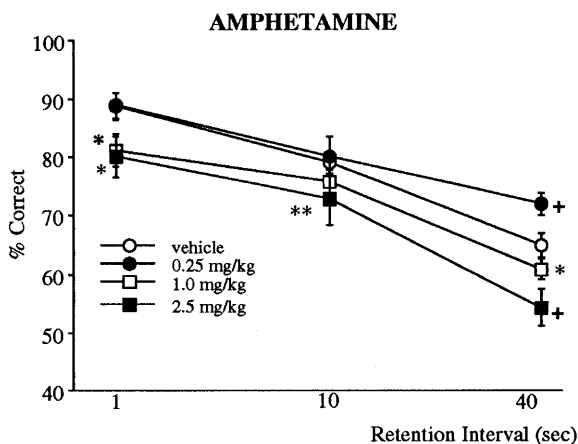 AMPHETAMINE
100
90
80
70
60
50
40
% Correct
*
*
**
+
*
+
vehicle
0.25 mg/kg
1.0 mg/kg
2.5 mg/kg
1
10
40
Retention Interval (sec)